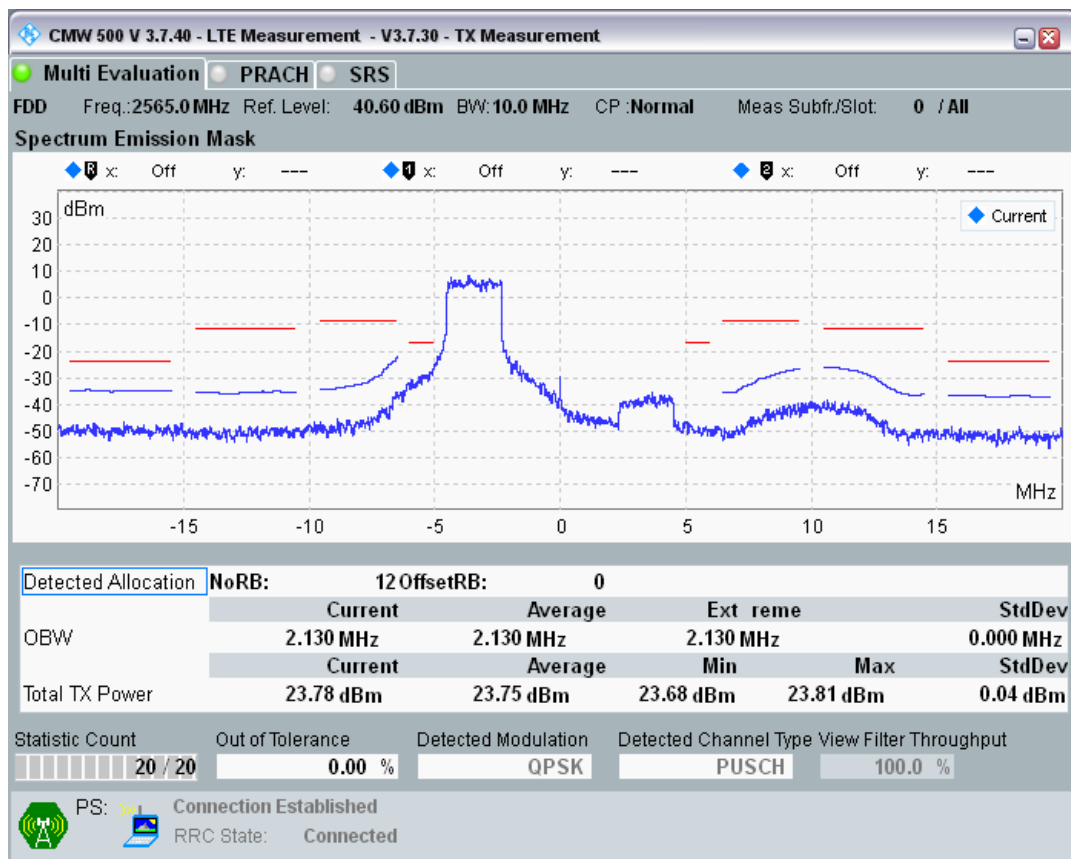 CMW 500 V 3.7.40 - LTE Measurement - V3.7.30 - TX Measurement
Multi Evaluation PRACH SRS
FDD Freq.:2565.0 MHz Ref. Level: 40.60 dBm BW: 10.0 MHz CP :Normal Meas Subfr./Slot: 0 / All
Spectrum Emission Mask
R x: Off y: --- 1 x: Off y: --- 2 x: Off y: ---
dBm
Current
30
20
10
0
-10
-20
-30
-40
-50
-60
-70
MHz
-15 -10 -5 0 5 10 15
Detected Allocation NoRB: 12 OffsetRB: 0
Current Average Ext reme StdDev
OBW 2.130 MHz 2.130 MHz 2.130 MHz 0.000 MHz
Current Average Min Max StdDev
Total TX Power 23.78 dBm 23.75 dBm 23.68 dBm 23.81 dBm 0.04 dBm
Statistic Count Out of Tolerance Detected Modulation Detected Channel Type View Filter Throughput
20 / 20 0.00 % QPSK PUSCH 100.0 %
PS: Connection Established
RRC State: Connected